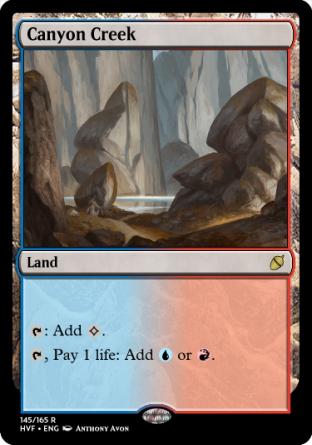 Canyon Creek
Land
: Add .
, Pay 1 life: Add or .
145/165 R
HVF • ENG Anthony Avon